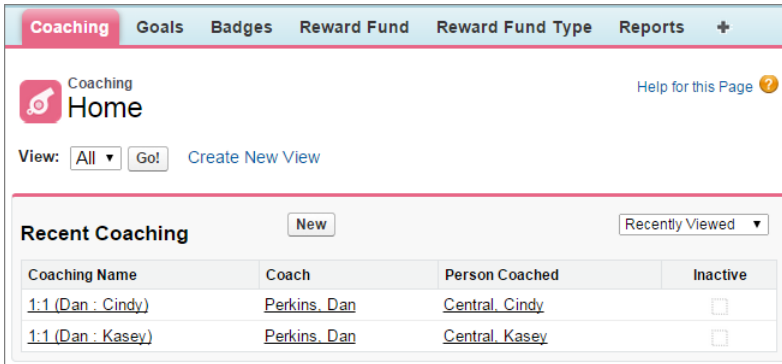 Coaching Goals Badges Reward Fund Reward Fund Type Reports +
Coaching
Home
Help for this Page ?
View: All Go! Create New View
Recent Coaching New Recently Viewed
Coaching Name Coach Person Coached Inactive
1:1 (Dan : Cindy) Perkins, Dan Central, Cindy
1:1 (Dan : Kasey) Perkins, Dan Central, Kasey